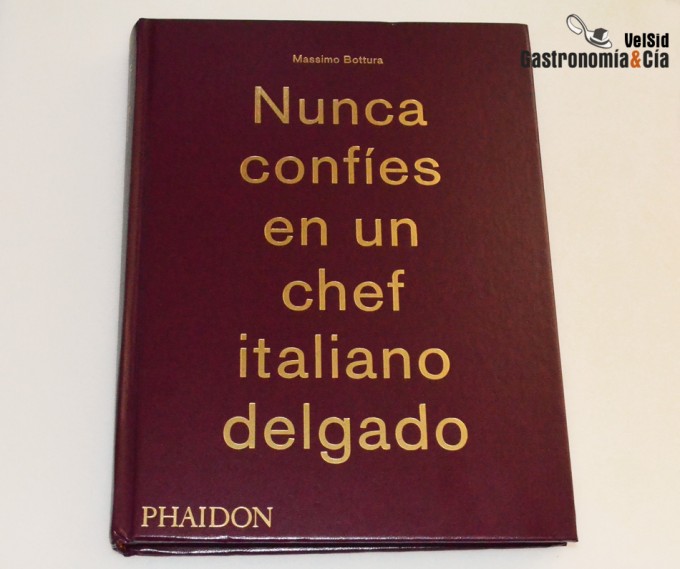 VelSid
Gastronomía&Cía
Massimo Bottura
Nunca
confíes
en un
chef
italiano
delgado
PHAIDON